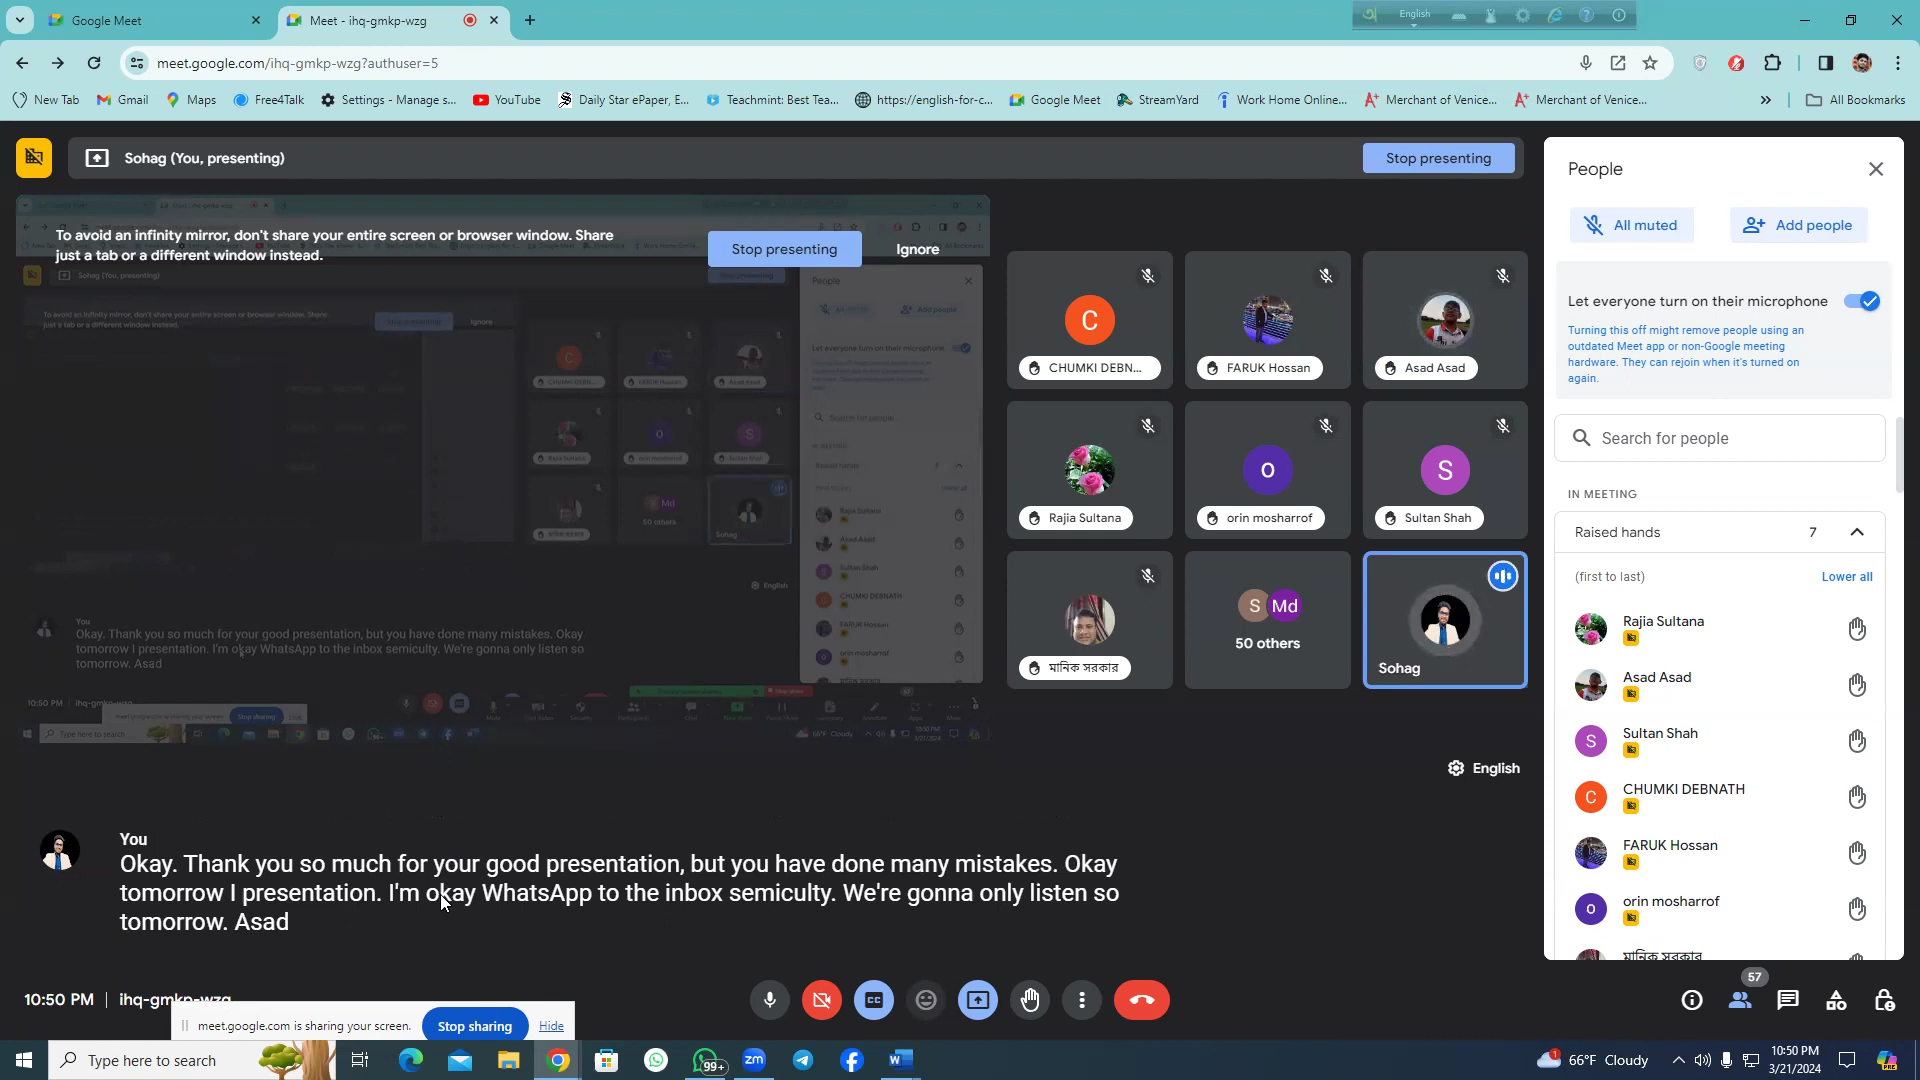 Google Meet
Meet - ihq-gmkp-wzg
English
meet.google.com/ihq-gmkp-wzg?authuser=5
New Tab
Gmail
Maps
Free4Talk
Settings - Manage s...
YouTube
Daily Star ePaper, E...
Teachmint: Best Tea...
https://english-for-c...
Google Meet
StreamYard
Work Home Online...
Merchant of Venice...
Merchant of Venice...
All Bookmarks
Sohag (You, presenting)
Stop presenting
To avoid an infinity mirror, don't share your entire screen or browser window. Share
just a tab or a different window instead.
Stop presenting
Ignore
CHUMKI DEBN...
FARUK Hossan
Asad Asad
Rajia Sultana
orin mosharrof
Sultan Shah
মানিক সরকার
50 others
Sohag
English
You
Okay. Thank you so much for your good presentation, but you have done many mistakes. Okay
tomorrow I presentation. I'm okay WhatsApp to the inbox semiculty. We're gonna only listen so
tomorrow. Asad
People
All muted
Add people
Let everyone turn on their microphone
Turning this off might remove people using an
outdated Meet app or non-Google meeting
hardware. They can rejoin when it's turned on
again.
Search for people
IN MEETING
Raised hands 7
(first to last)
Lower all
Rajia Sultana
Asad Asad
Sultan Shah
CHUMKI DEBNATH
FARUK Hossan
orin mosharrof
মানিক সরকার
10:50 PM | ihq-gmkp-wzg
57
meet.google.com is sharing your screen.
Stop sharing
Hide
Type here to search
99+
zm
66°F Cloudy
10:50 PM
3/21/2024